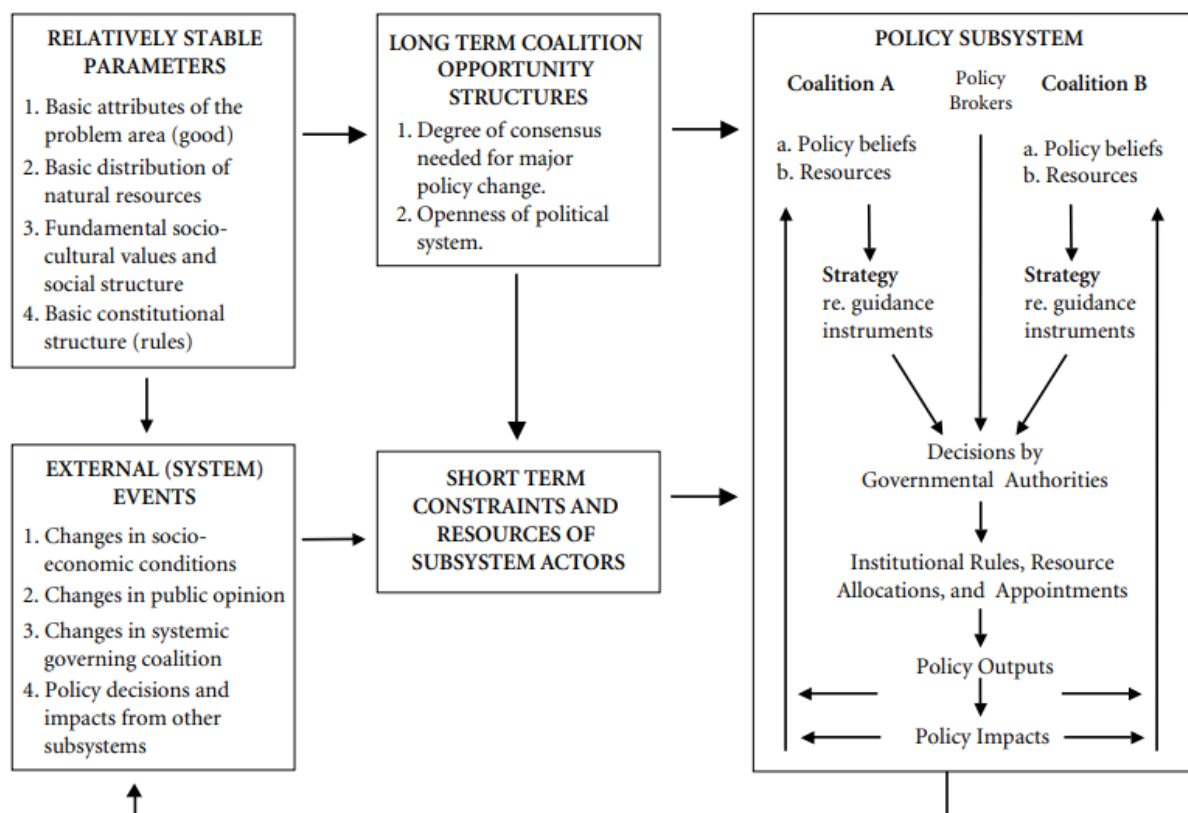 RELATIVELY STABLE
PARAMETERS
1. Basic attributes of the
problem area (good)
2. Basic distribution of
natural resources
3. Fundamental socio-
cultural values and
social structure
4. Basic constitutional
structure (rules)
LONG TERM COALITION
OPPORTUNITY
STRUCTURES
1. Degree of consensus
needed for major
policy change.
2. Openness of political
system.
EXTERNAL (SYSTEM)
EVENTS
1. Changes in socio-
economic conditions
2. Changes in public opinion
3. Changes in systemic
governing coalition
4. Policy decisions and
impacts from other
subsystems
SHORT TERM
CONSTRAINTS AND
RESOURCES OF
SUBSYSTEM ACTORS
POLICY SUBSYSTEM
Coalition A
Policy
Brokers
Coalition B
a. Policy beliefs
b. Resources
a. Policy beliefs
b. Resources
Strategy
re. guidance
instruments
Strategy
re. guidance
instruments
Decisions by
Governmental Authorities
Institutional Rules, Resource
Allocations, and Appointments
Policy Outputs
Policy Impacts